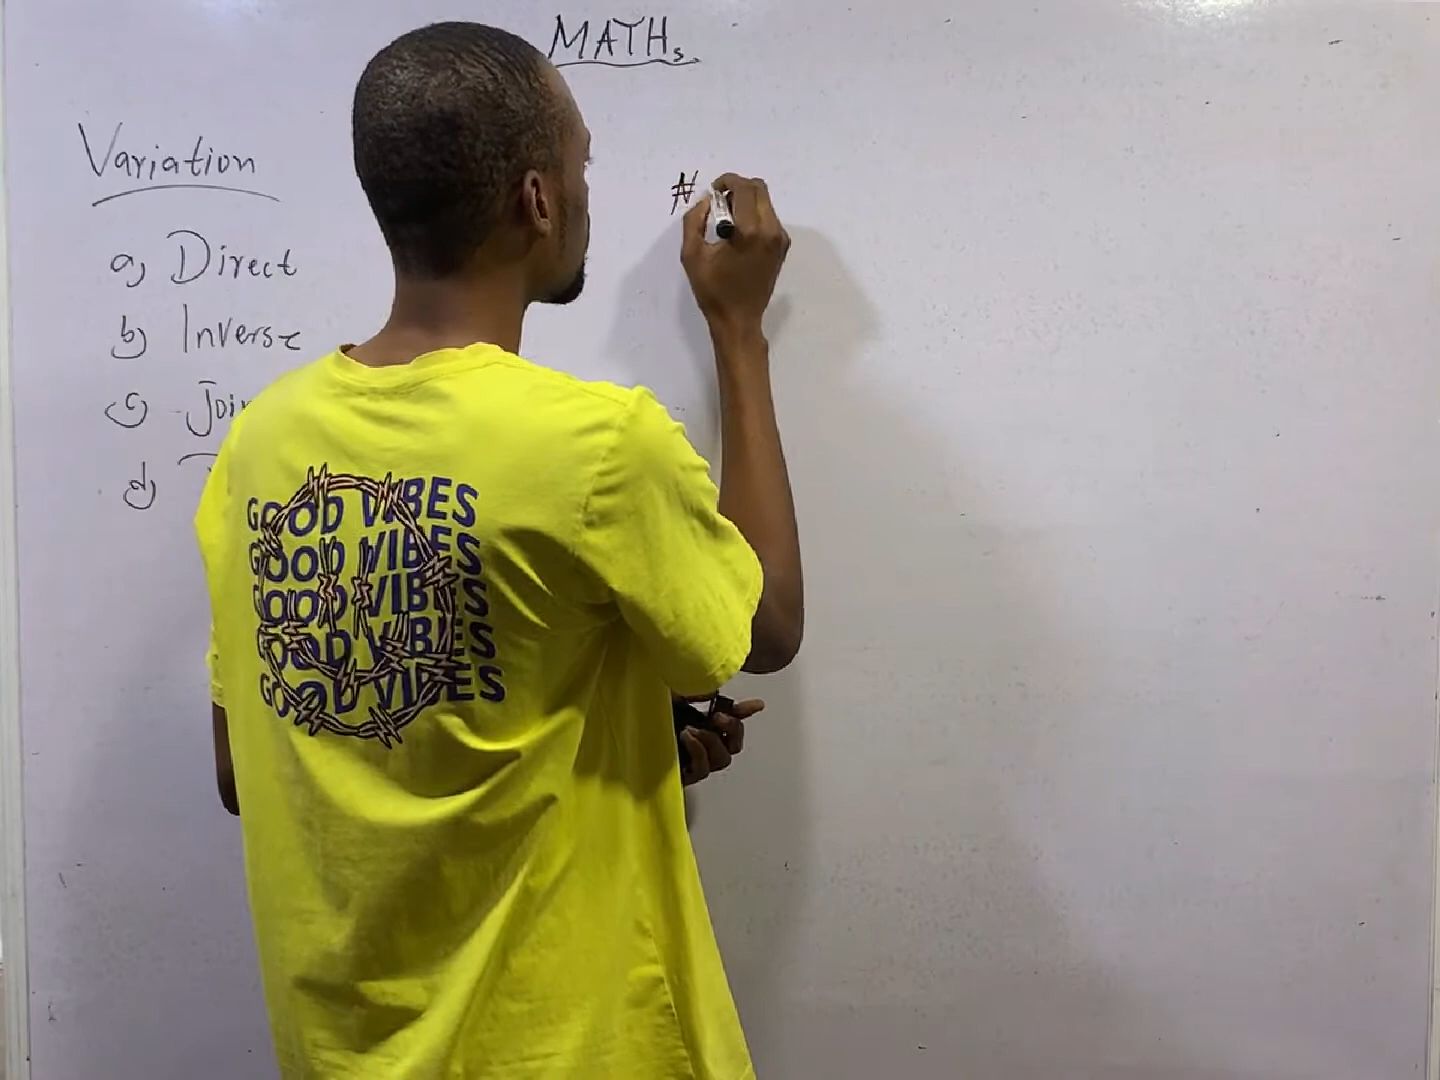 MATHs
Variation
a) Direct
b) Inverse
c)
d)
₦
GOOD VIBES
GOOD VIBES
GOOD VIBES
GOOD VIBES
GOOD VIBES